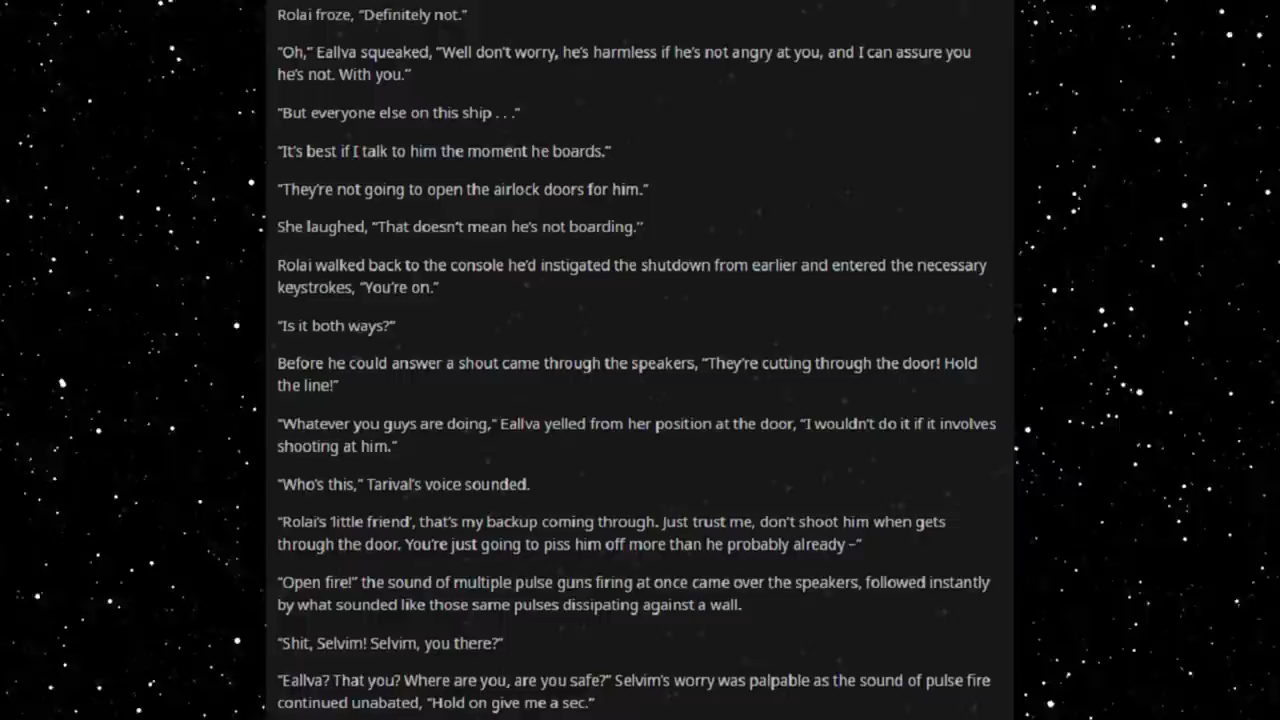 Rolai froze, “Definitely not.”
“Oh,” Eallva squeaked, “Well don’t worry, he’s harmless if he’s not angry at you, and I can assure you
he’s not. With you.”
“But everyone else on this ship . . .”
“It’s best if I talk to him the moment he boards.”
“They’re not going to open the airlock doors for him.”
She laughed, “That doesn’t mean he’s not boarding.”
Rolai walked back to the console he’d instigated the shutdown from earlier and entered the necessary
keystrokes, “You’re on.”
“Is it both ways?”
Before he could answer a shout came through the speakers, “They’re cutting through the door! Hold
the line!”
“Whatever you guys are doing,” Eallva yelled from her position at the door, “I wouldn’t do it if it involves
shooting at him.”
“Who’s this,” Tarival’s voice sounded.
“Rolai’s ‘little friend’, that’s my backup coming through. Just trust me, don’t shoot him when gets
through the door. You’re just going to piss him off more than he probably already –”
“Open fire!” the sound of multiple pulse guns firing at once came over the speakers, followed instantly
by what sounded like those same pulses dissipating against a wall.
“Shit, Selvim! Selvim, you there?”
“Eallva? That you? Where are you, are you safe?” Selvim’s worry was palpable as the sound of pulse fire
continued unabated, “Hold on give me a sec.”